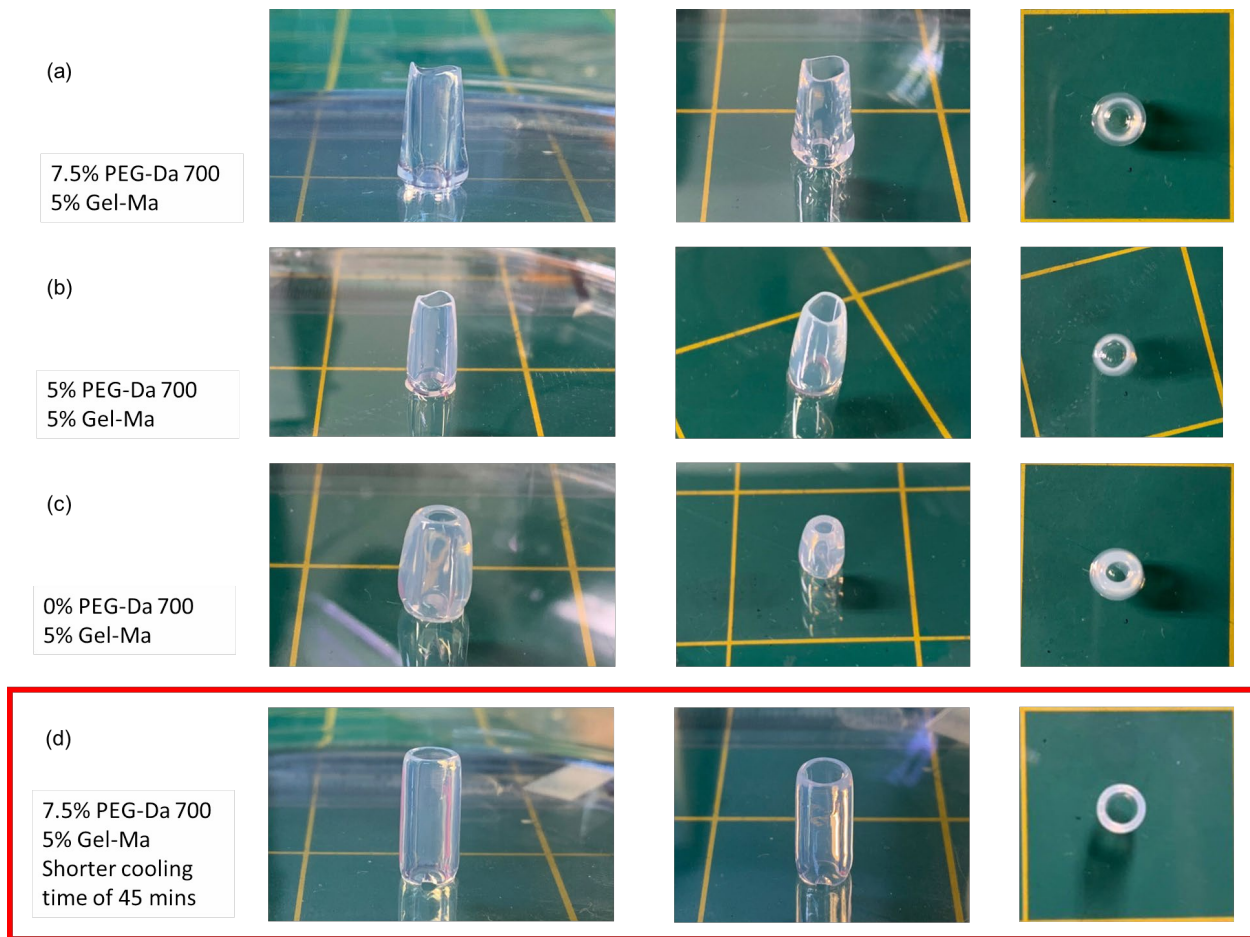 (a)
7.5% PEG-Da 700
5% Gel-Ma
(b)
5% PEG-Da 700
5% Gel-Ma
(c)
0% PEG-Da 700
5% Gel-Ma
(d)
7.5% PEG-Da 700
5% Gel-Ma
Shorter cooling
time of 45 mins